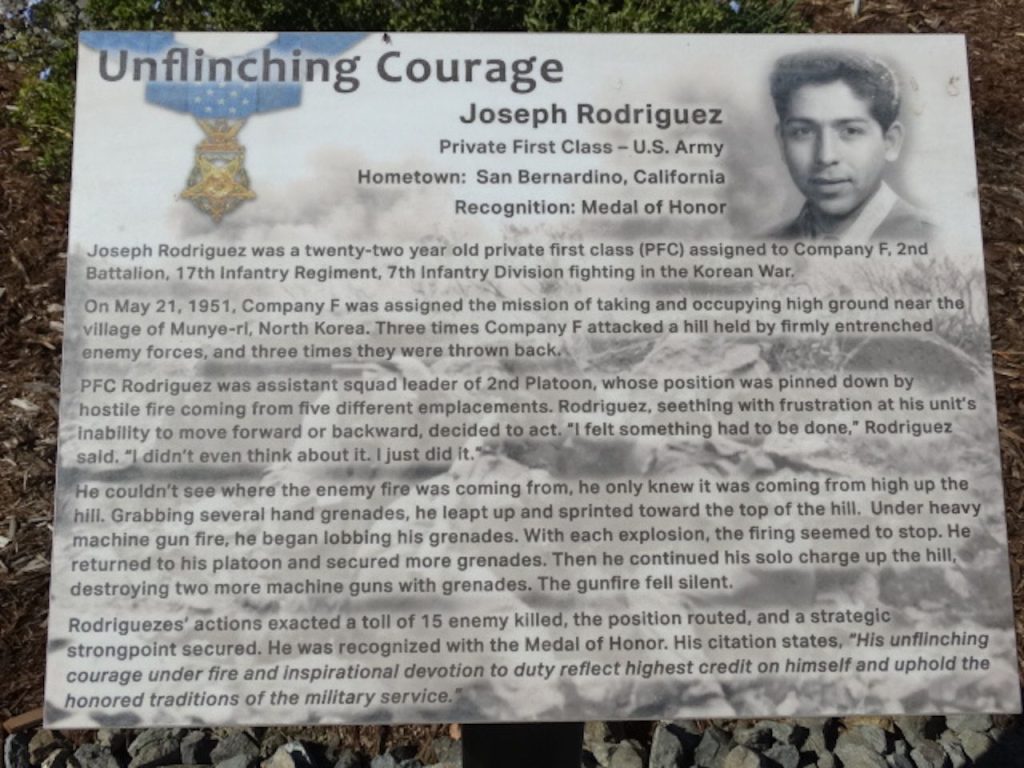 Unflinching Courage
Joseph Rodriguez
Private First Class – U.S. Army
Hometown: San Bernardino, California
Recognition: Medal of Honor
Joseph Rodriguez was a twenty-two year old private first class (PFC) assigned to Company F, 2nd
Battalion, 17th Infantry Regiment, 7th Infantry Division fighting in the Korean War.
On May 21, 1951, Company F was assigned the mission of taking and occupying high ground near the
village of Munye-ri, North Korea. Three times Company F attacked a hill held by firmly entrenched
enemy forces, and three times they were thrown back.
PFC Rodriguez was assistant squad leader of 2nd Platoon, whose position was pinned down by
hostile fire coming from five different emplacements. Rodriguez, seething with frustration at his unit's
inability to move forward or backward, decided to act. "I felt something had to be done," Rodriguez
said. "I didn't even think about it. I just did it."
He couldn't see where the enemy fire was coming from, he only knew it was coming from high up the
hill. Grabbing several hand grenades, he leapt up and sprinted toward the top of the hill. Under heavy
machine gun fire, he began lobbing his grenades. With each explosion, the firing seemed to stop. He
returned to his platoon and secured more grenades. Then he continued his solo charge up the hill,
destroying two more machine guns with grenades. The gunfire fell silent.
Rodriguezes' actions exacted a toll of 15 enemy killed, the position routed, and a strategic
strongpoint secured. He was recognized with the Medal of Honor. His citation states, "His unflinching
courage under fire and inspirational devotion to duty reflect highest credit on himself and uphold the
honored traditions of the military service."